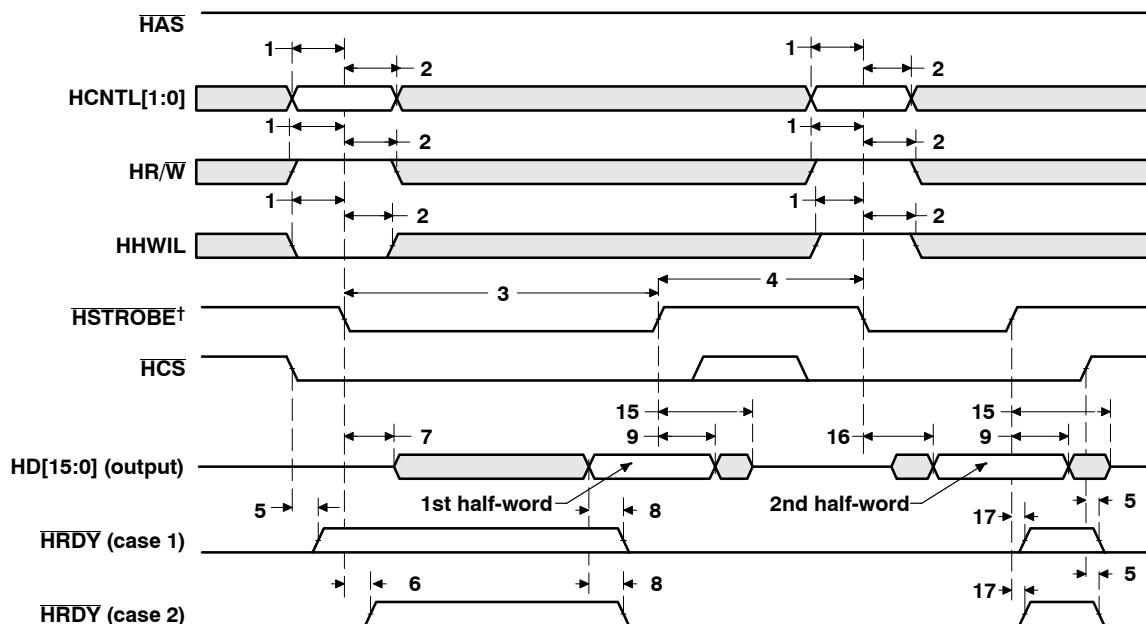 HAS
1 1
2 2
HCNTL[1:0]
1 1
2 2
HR/W
1 1
2 2
HHWIL
3 4
HSTROBE†
HCS
15 15
7 9 16 9
HD[15:0] (output)
1st half-word 2nd half-word
5 8 17 5
HRDY (case 1)
6 8 17 5
HRDY (case 2)